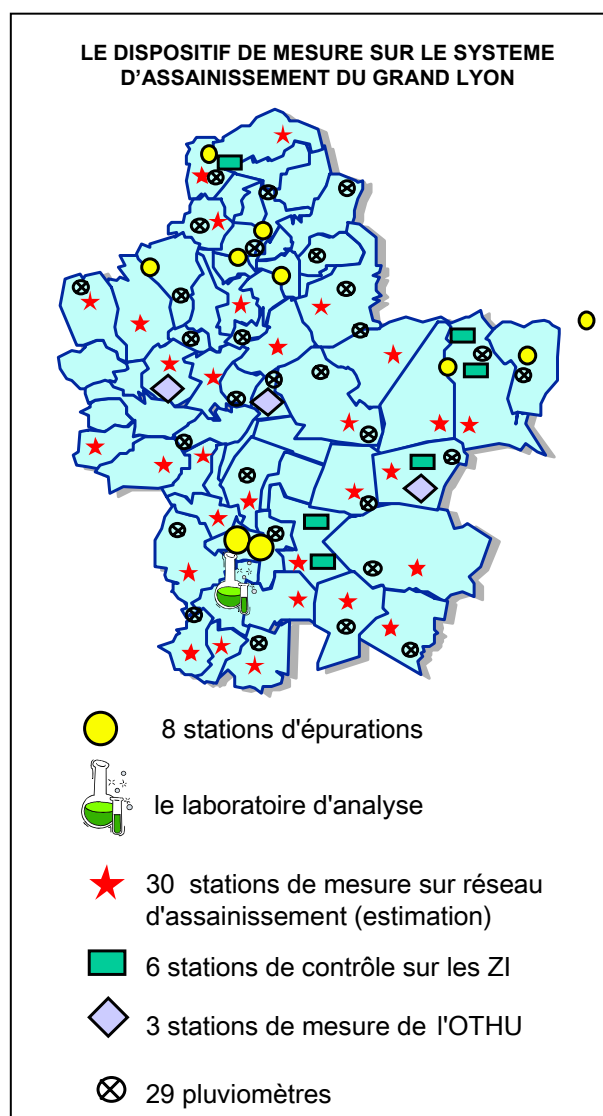 LE DISPOSITIF DE MESURE SUR LE SYSTEME
D'ASSAINISSEMENT DU GRAND LYON
8 stations d'épurations
le laboratoire d'analyse
30 stations de mesure sur réseau
d'assainissement (estimation)
6 stations de contrôle sur les ZI
3 stations de mesure de l'OTHU
29 pluviomètres